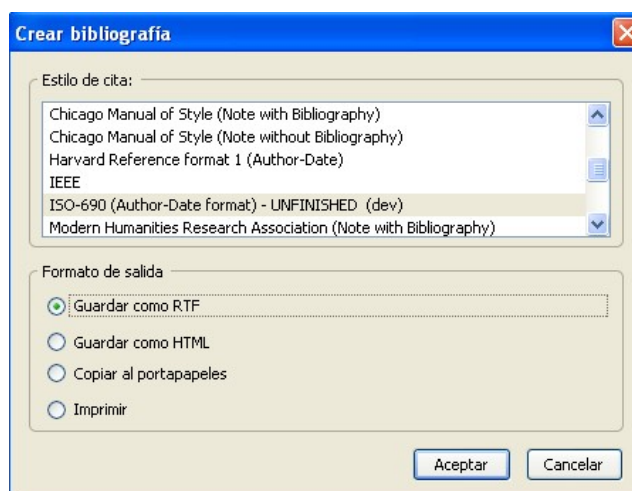 Crear bibliografía
Estilo de cita:
Chicago Manual of Style (Note with Bibliography)
Chicago Manual of Style (Note without Bibliography)
Harvard Reference format 1 (Author-Date)
IEEE
ISO-690 (Author-Date format) - UNFINISHED (dev)
Modern Humanities Research Association (Note with Bibliography)
Formato de salida
Guardar como RTF
Guardar como HTML
Copiar al portapapeles
Imprimir
Aceptar Cancelar